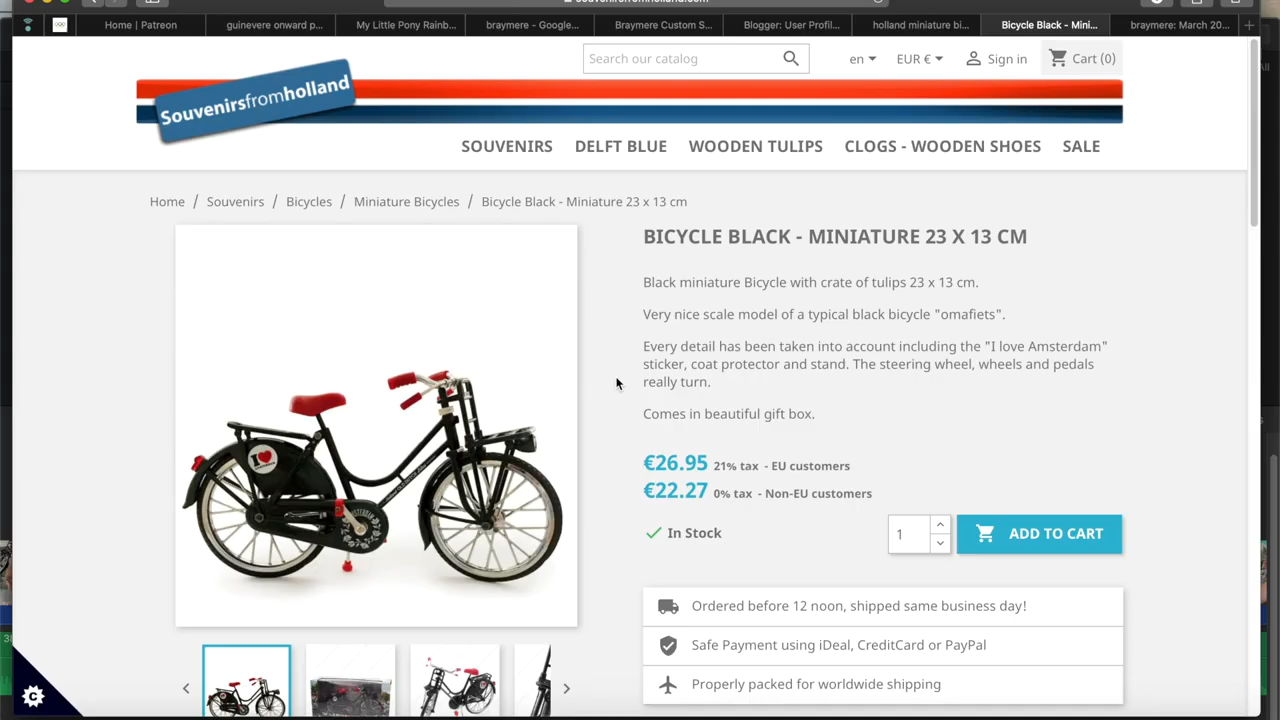 souvenirsfromholland.com
Home | Patreon
guinevere onward p...
My Little Pony Rainb...
braymere - Google...
Braymere Custom S...
Blogger: User Profil...
holland miniature bi...
Bicycle Black - Mini...
braymere: March 20...
Search our catalog
en
EUR €
Sign in
Cart (0)
Souvenirsfromholland
SOUVENIRS
DELFT BLUE
WOODEN TULIPS
CLOGS - WOODEN SHOES
SALE
Home / Souvenirs / Bicycles / Miniature Bicycles / Bicycle Black - Miniature 23 x 13 cm
BICYCLE BLACK - MINIATURE 23 X 13 CM
Black miniature Bicycle with crate of tulips 23 x 13 cm.
Very nice scale model of a typical black bicycle "omafiets".
Every detail has been taken into account including the "I love Amsterdam"
sticker, coat protector and stand. The steering wheel, wheels and pedals
really turn.
Comes in beautiful gift box.
€26.95 21% tax - EU customers
€22.27 0% tax - Non-EU customers
In Stock
1
ADD TO CART
Ordered before 12 noon, shipped same business day!
Safe Payment using iDeal, CreditCard or PayPal
Properly packed for worldwide shipping